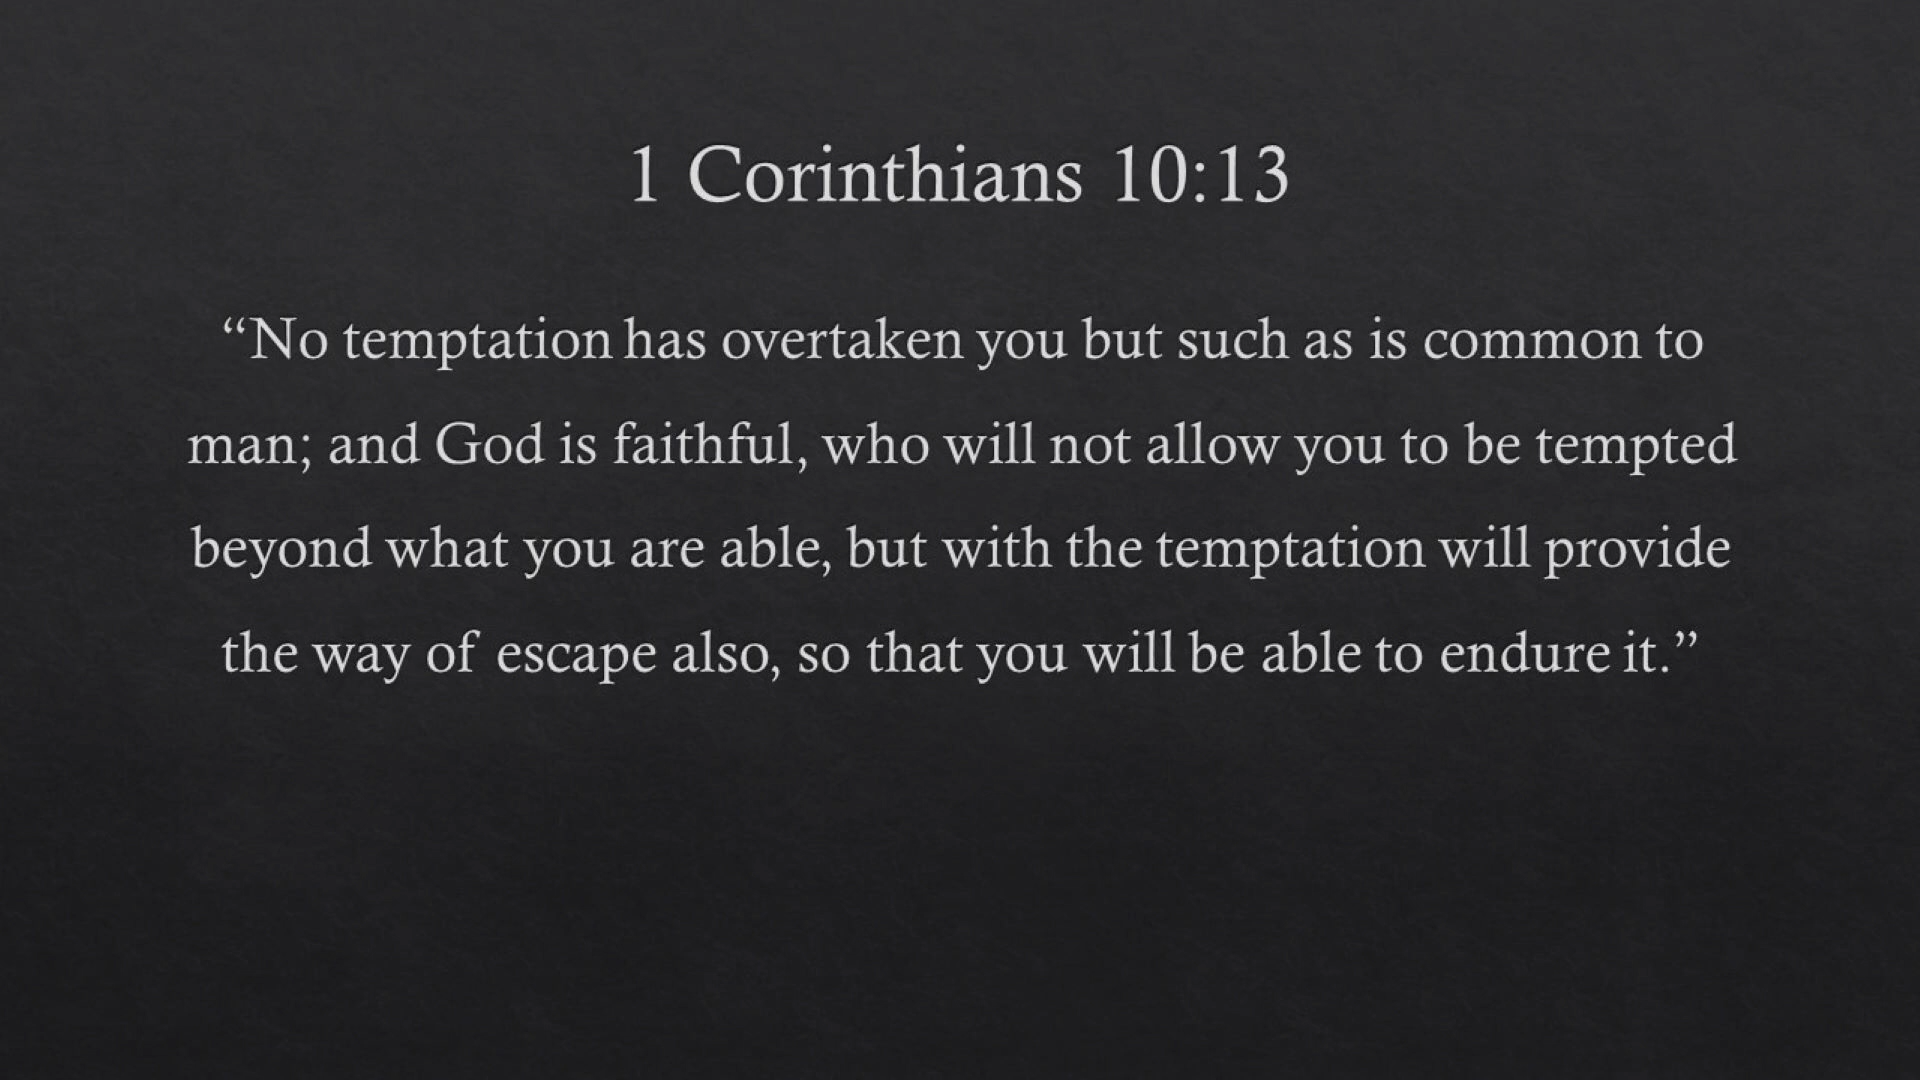 1 Corinthians 10:13
“No temptation has overtaken you but such as is common to
man; and God is faithful, who will not allow you to be tempted
beyond what you are able, but with the temptation will provide
the way of escape also, so that you will be able to endure it.”